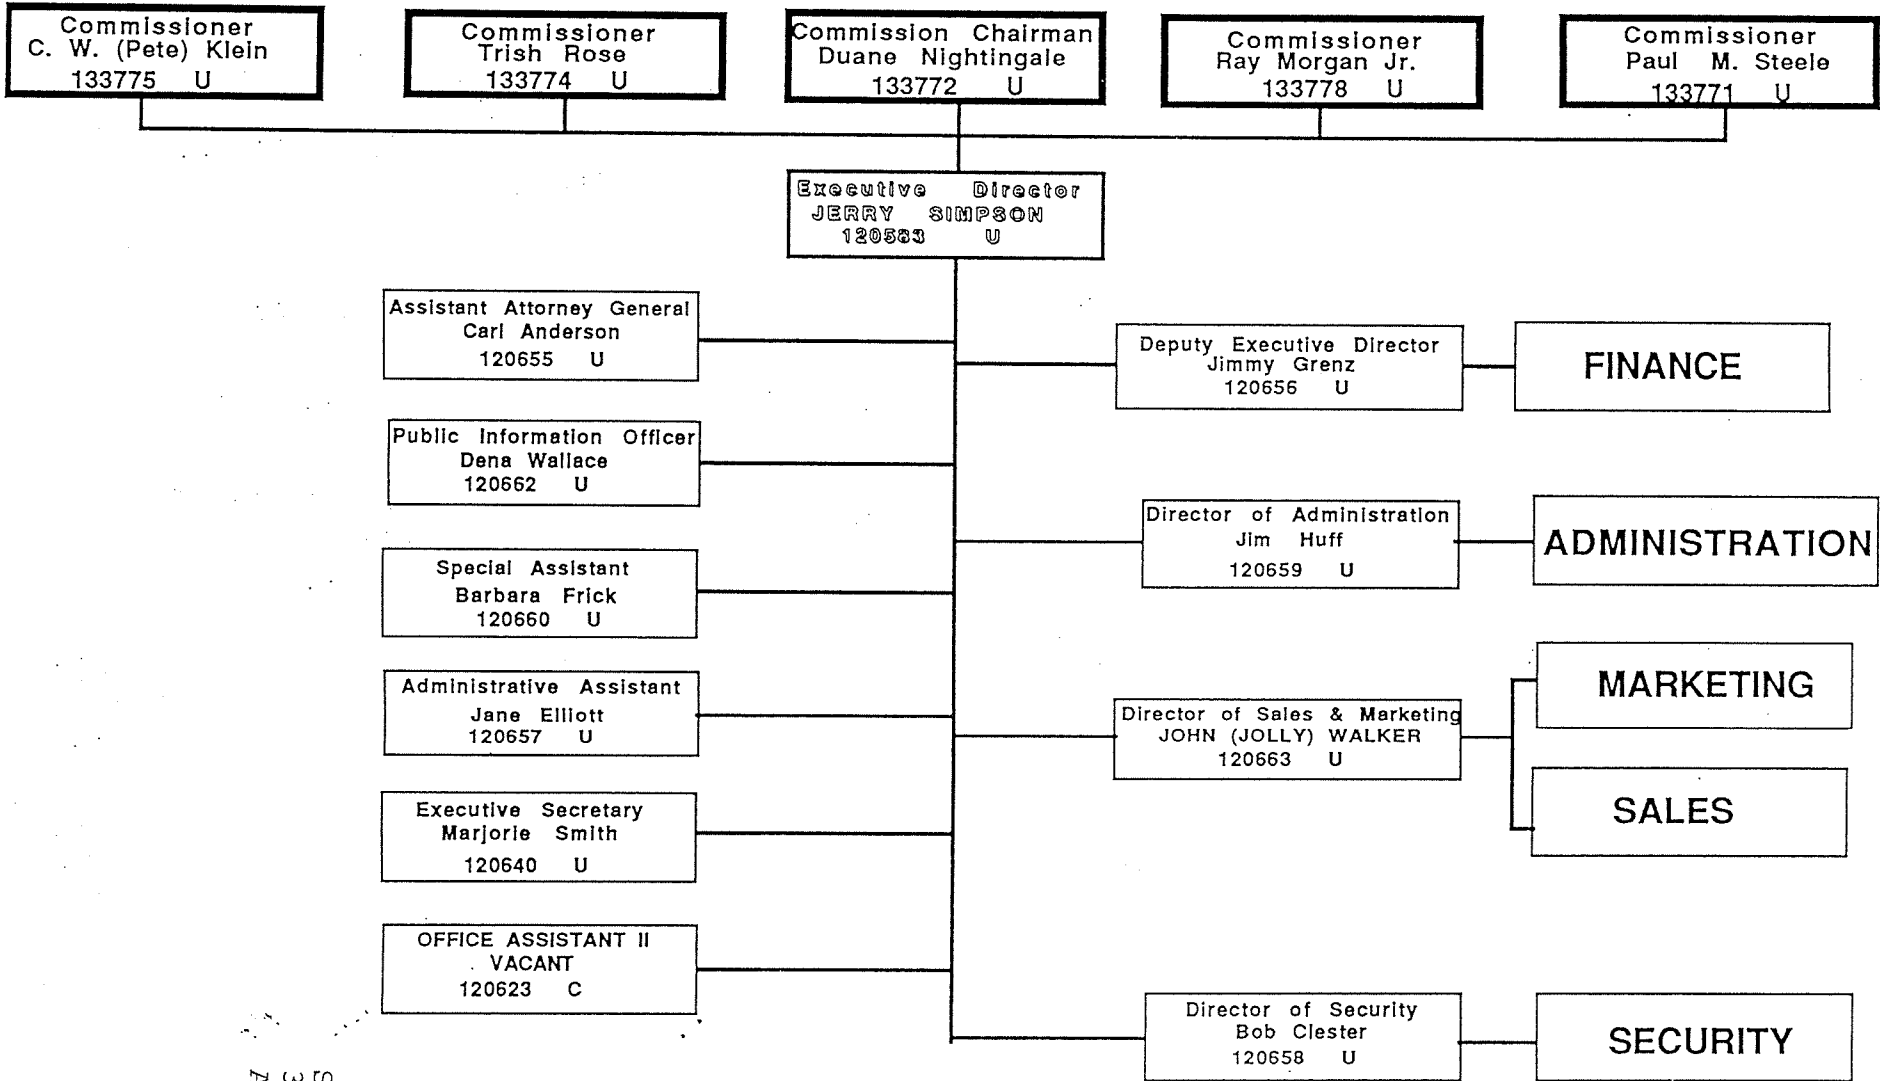 Commissioner
C. W. (Pete) Klein
133775 U
Commissioner
Trish Rose
133774 U
Commission Chairman
Duane Nightingale
133772 U
Commissioner
Ray Morgan Jr.
133778 U
Commissioner
Paul M. Steele
133771 U
Executive Director
JERRY SIMPSON
120583 U
Assistant Attorney General
Carl Anderson
120655 U
Public Information Officer
Dena Wallace
120662 U
Special Assistant
Barbara Frick
120660 U
Administrative Assistant
Jane Elliott
120657 U
Executive Secretary
Marjorie Smith
120640 U
OFFICE ASSISTANT II
VACANT
120623 C
Deputy Executive Director
Jimmy Grenz
120656 U
FINANCE
Director of Administration
Jim Huff
120659 U
ADMINISTRATION
Director of Sales & Marketing
JOHN (JOLLY) WALKER
120663 U
MARKETING
SALES
Director of Security
Bob Clester
120658 U
SECURITY